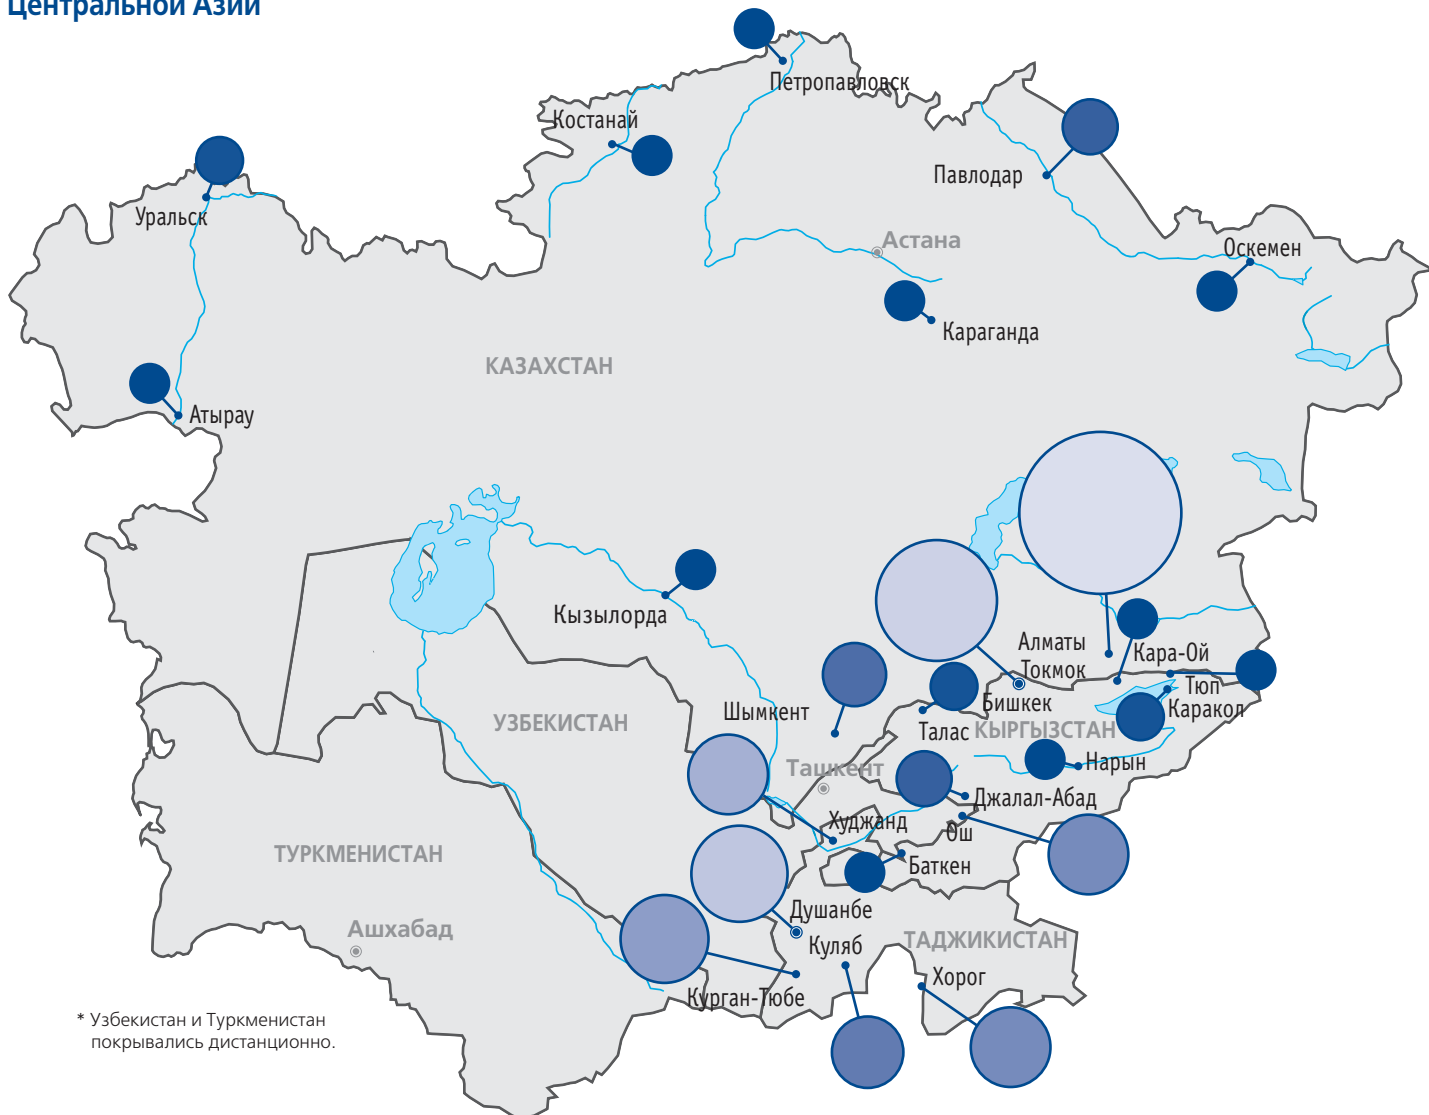 Центральной Азии
Петропавловск
Костанай
Павлодар
Уральск
Астана
Оскемен
Караганда
КАЗАХСТАН
Атырау
Кызылорда
Алматы
Кара-Ой
Токмок
Тюп
Бишкек
Каракол
Шымкент
УЗБЕКИСТАН
Талас
КЫРГЫЗСТАН
Ташкент
Нарын
Джалал-Абад
Худжанд
Ош
ТУРКМЕНИСТАН
Баткен
Душанбе
Ашхабад
Куляб
ТАДЖИКИСТАН
Хорог
Курган-Тюбе
* Узбекистан и Туркменистан
покрывались дистанционно.